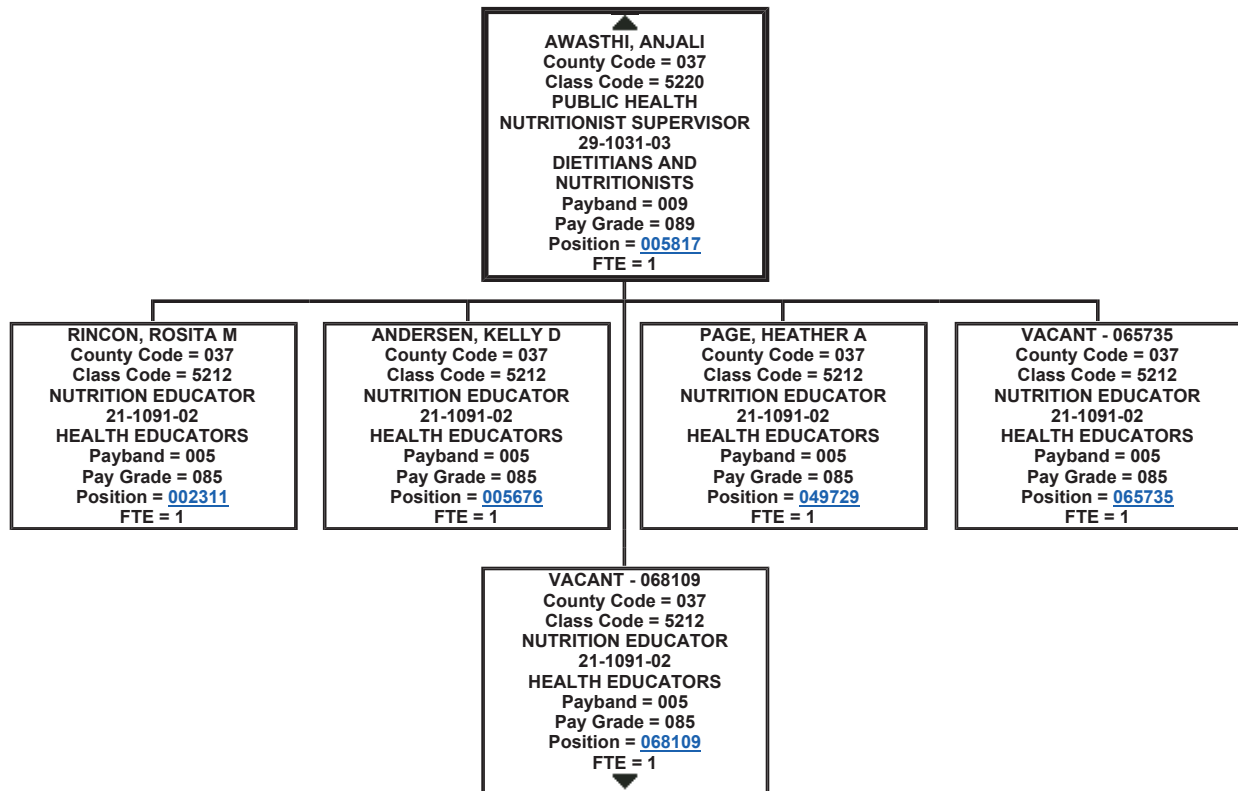 AWASTHI, ANJALI
County Code = 037
Class Code = 5220
PUBLIC HEALTH
NUTRITIONIST SUPERVISOR
29-1031-03
DIETITIANS AND
NUTRITIONISTS
Payband = 009
Pay Grade = 089
Position = 005817
FTE = 1
RINCON, ROSITA M
County Code = 037
Class Code = 5212
NUTRITION EDUCATOR
21-1091-02
HEALTH EDUCATORS
Payband = 005
Pay Grade = 085
Position = 002311
FTE = 1
ANDERSEN, KELLY D
County Code = 037
Class Code = 5212
NUTRITION EDUCATOR
21-1091-02
HEALTH EDUCATORS
Payband = 005
Pay Grade = 085
Position = 005676
FTE = 1
PAGE, HEATHER A
County Code = 037
Class Code = 5212
NUTRITION EDUCATOR
21-1091-02
HEALTH EDUCATORS
Payband = 005
Pay Grade = 085
Position = 049729
FTE = 1
VACANT - 065735
County Code = 037
Class Code = 5212
NUTRITION EDUCATOR
21-1091-02
HEALTH EDUCATORS
Payband = 005
Pay Grade = 085
Position = 065735
FTE = 1
VACANT - 068109
County Code = 037
Class Code = 5212
NUTRITION EDUCATOR
21-1091-02
HEALTH EDUCATORS
Payband = 005
Pay Grade = 085
Position = 068109
FTE = 1